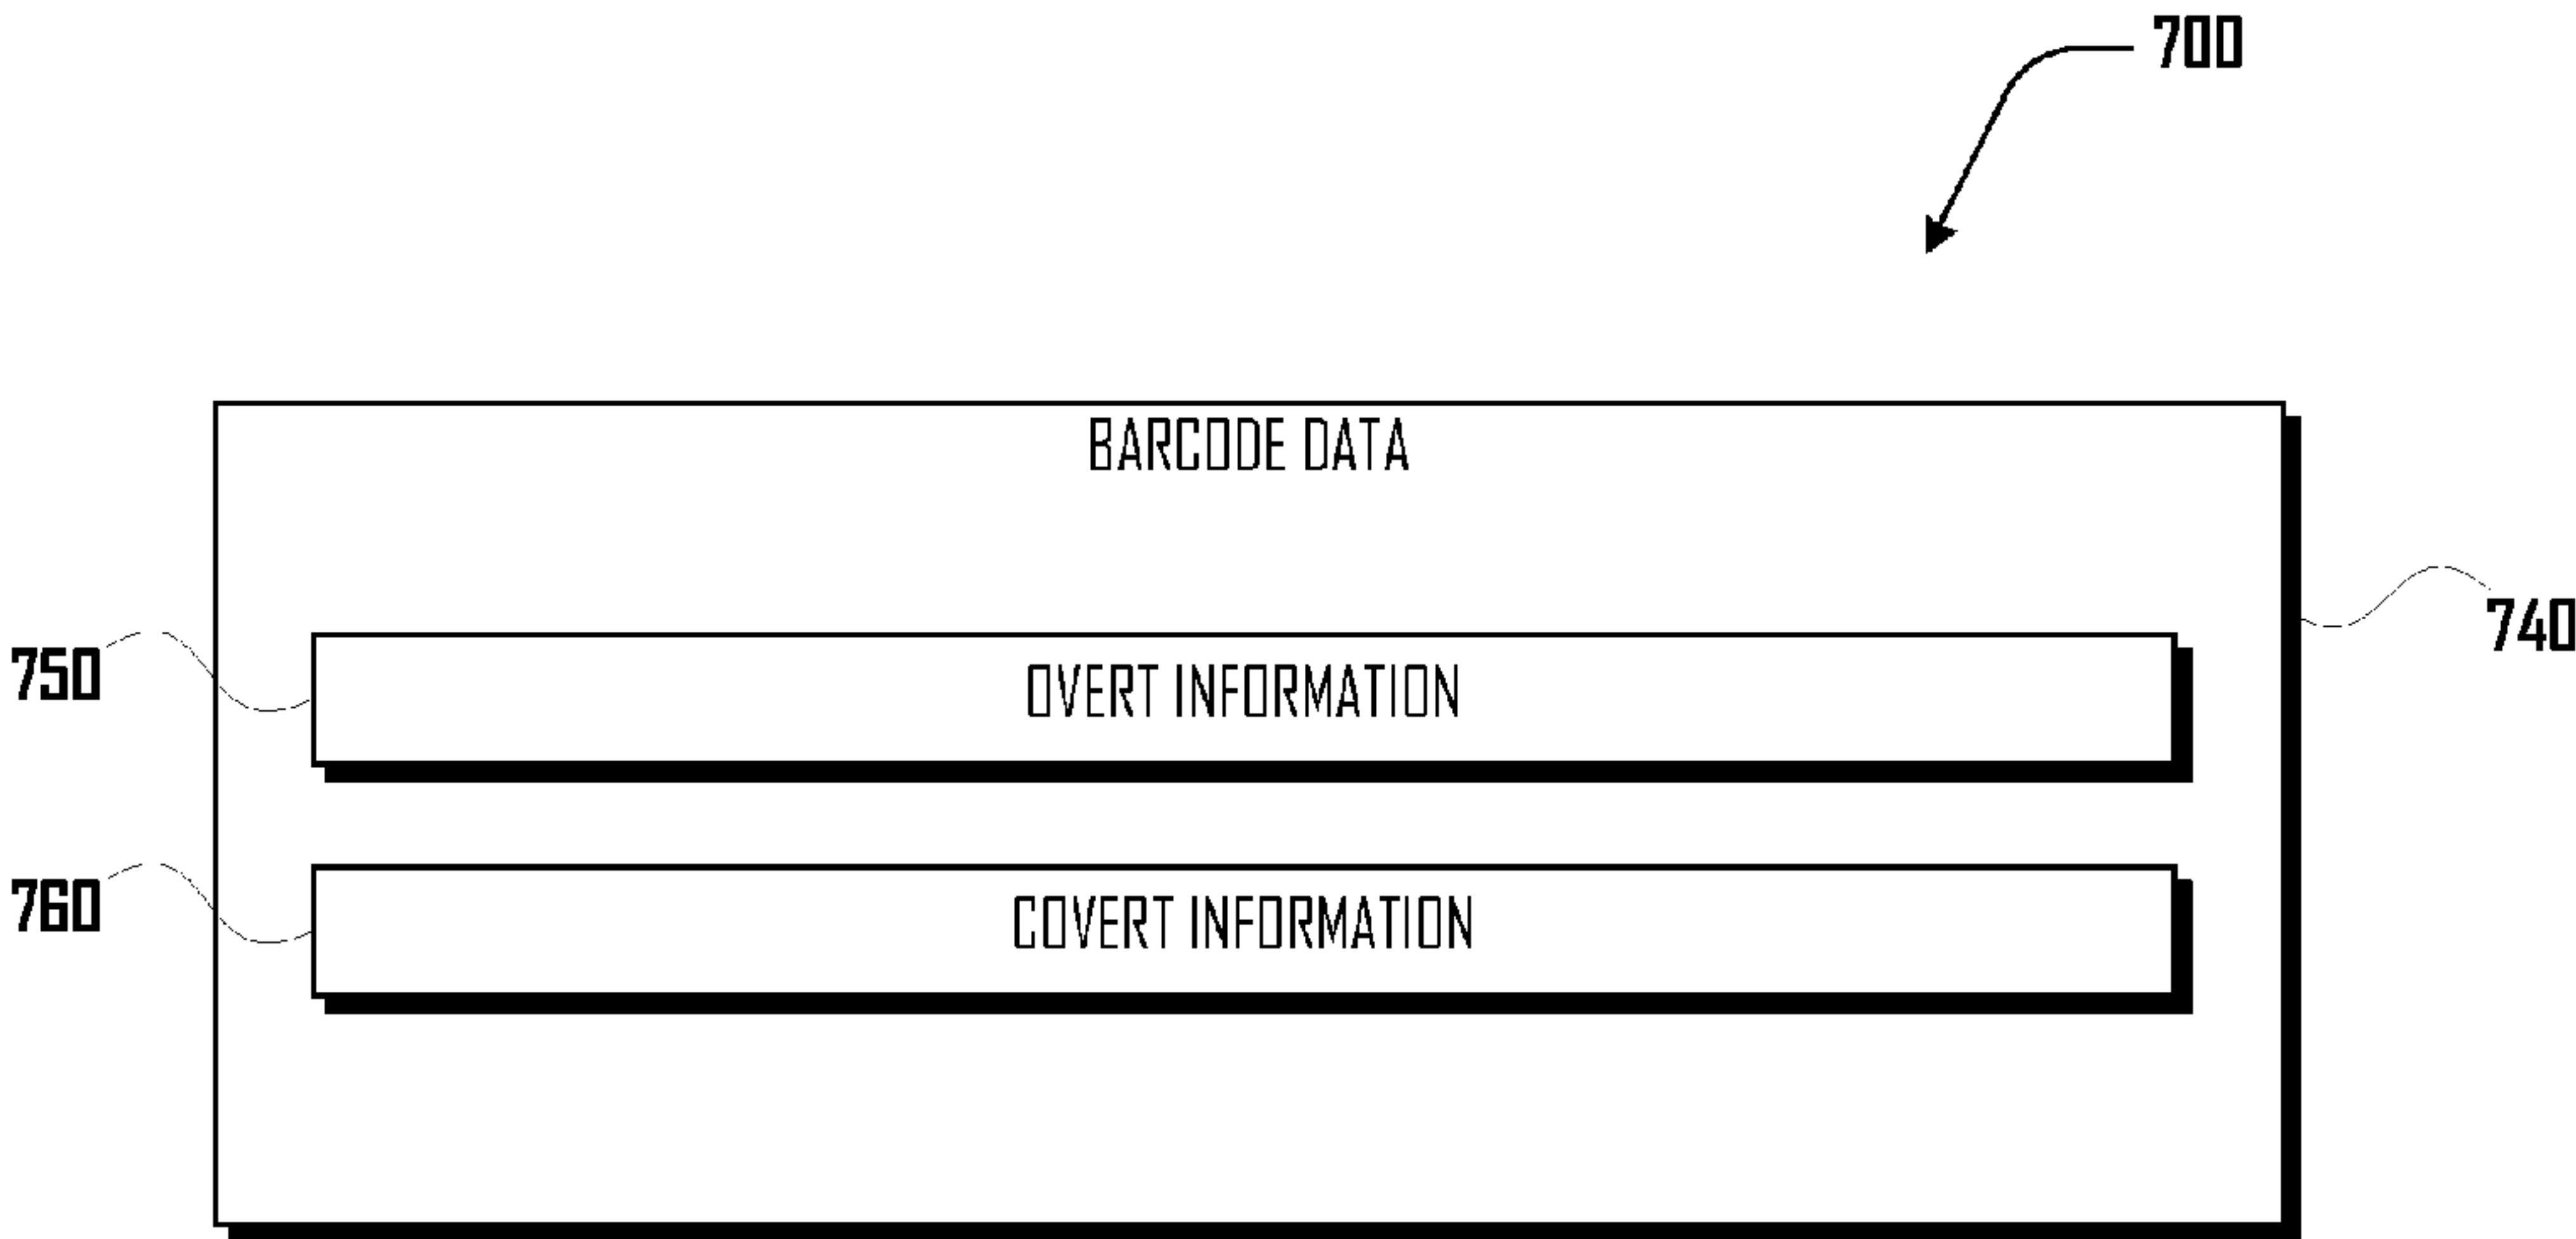 700
BARCODE DATA
740
750
OVERT INFORMATION
760
COVERT INFORMATION